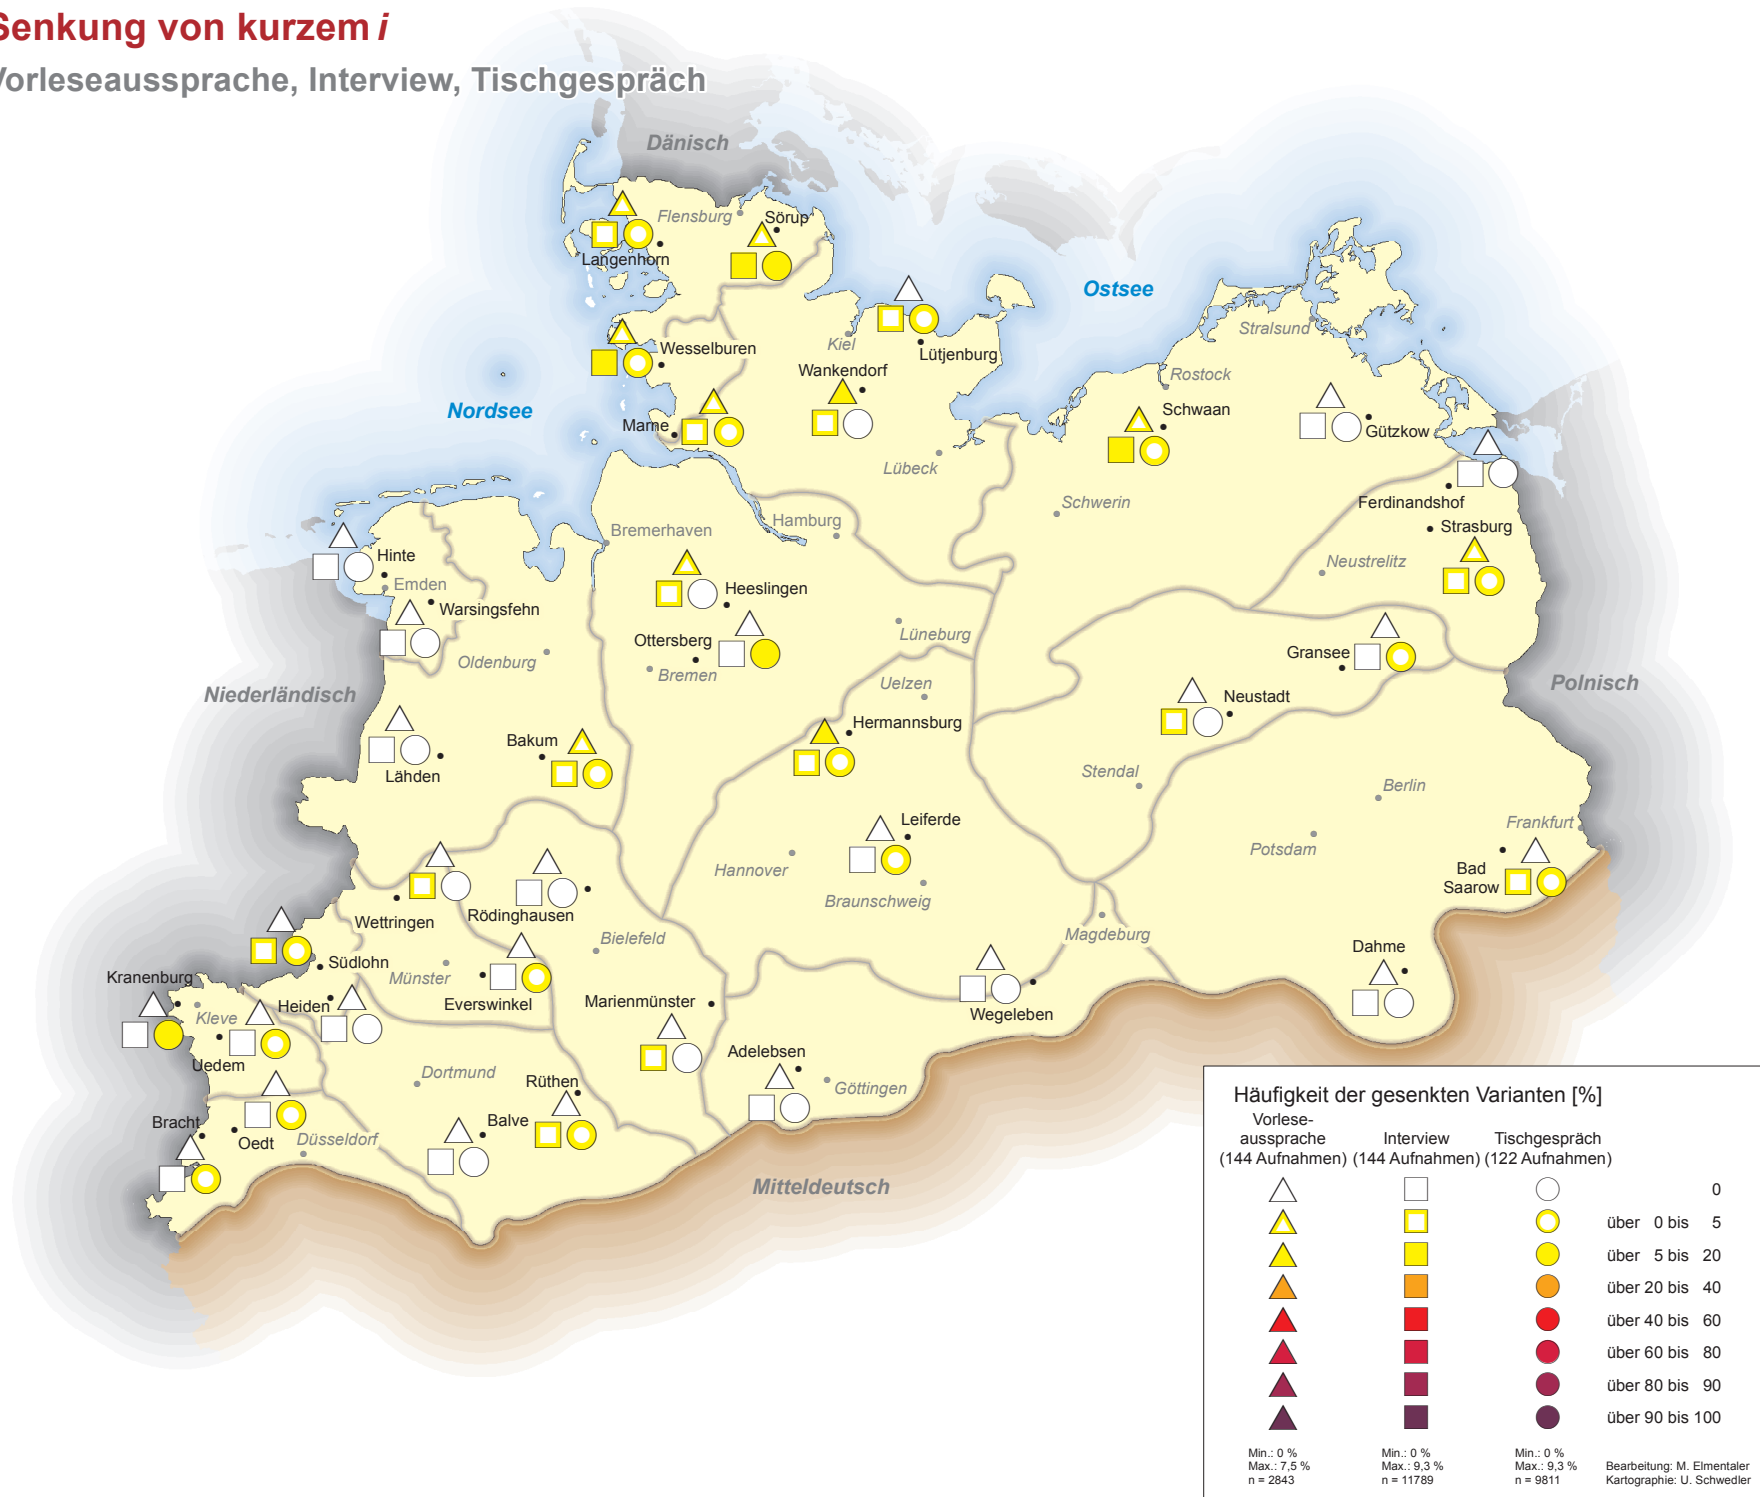 Senkung von kurzem i
Vorleseaussprache, Interview, Tischgespräch
Dänisch
Flensburg
Sörup
Langenhorn
Ostsee
Stralsund
Wesselburen
Kiel
Lütjenburg
Wankendorf
Rostock
Nordsee
Schwaan
Marne
Gützkow
Lübeck
Ferdinandshof
Schwerin
Hamburg
Strasburg
Bremerhaven
Hinte
Neustrelitz
Emden
Heeslingen
Warsingsfehn
Lüneburg
Ottersberg
Gransee
Oldenburg
Bremen
Uelzen
Polnisch
Niederländisch
Neustadt
Hermannsburg
Bakum
Stendal
Lähden
Berlin
Leiferde
Frankfurt
Hannover
Potsdam
Bad
Saarow
Braunschweig
Wettringen
Rödinghausen
Bielefeld
Magdeburg
Dahme
Südlohn
Münster
Kranenburg
Heiden
Everswinkel
Marienmünster
Wegeleben
Kleve
Uedem
Adelebsen
Dortmund
Rüthen
Göttingen
Bracht
Balve
Oedt
Düsseldorf
Mitteldeutsch
Häufigkeit der gesenkten Varianten [%]
Vorlese-
aussprache Interview Tischgespräch
(144 Aufnahmen) (144 Aufnahmen) (122 Aufnahmen)
0
über 0 bis 5
über 5 bis 20
über 20 bis 40
über 40 bis 60
über 60 bis 80
über 80 bis 90
über 90 bis 100
Min.: 0 % Min.: 0 % Min.: 0 %
Max.: 7,5 % Max.: 9,3 % Max.: 9,3 % Bearbeitung: M. Elmentaler
n = 2843 n = 11789 n = 9811 Kartographie: U. Schwedler